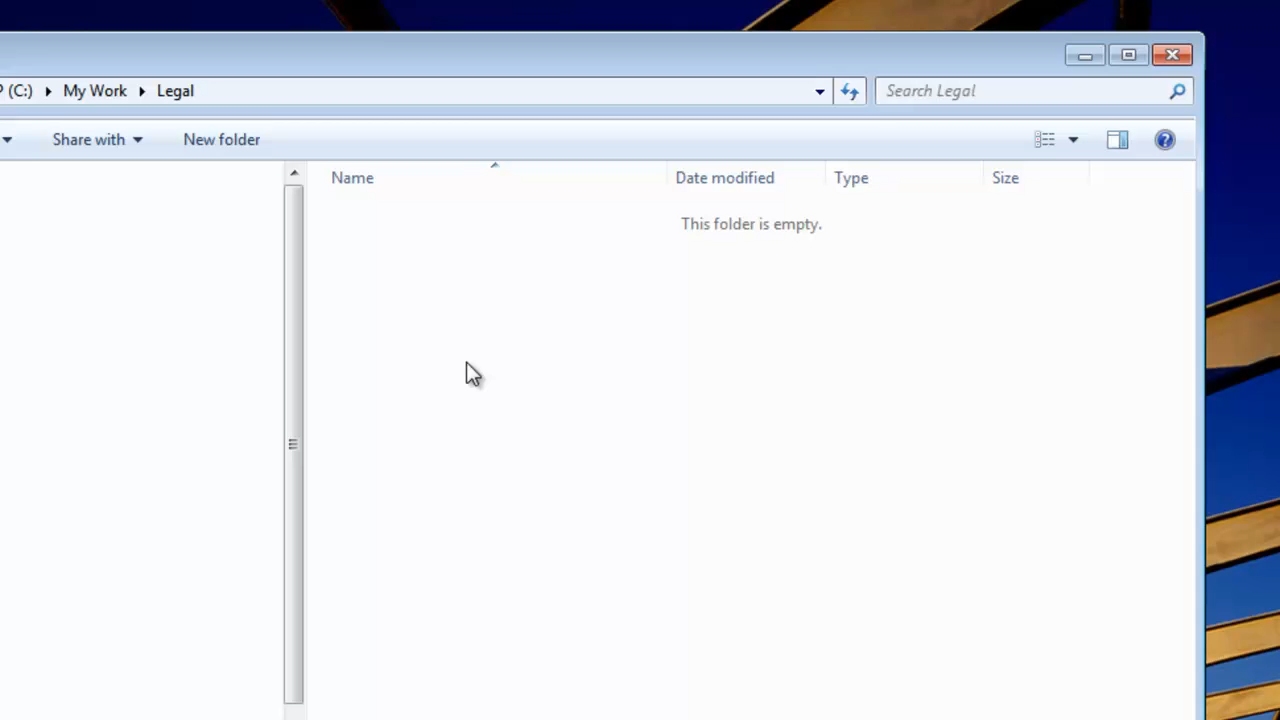 P (C:) ▸ My Work ▸ Legal
Search Legal
Share with
New folder
Name
Date modified
Type
Size
This folder is empty.